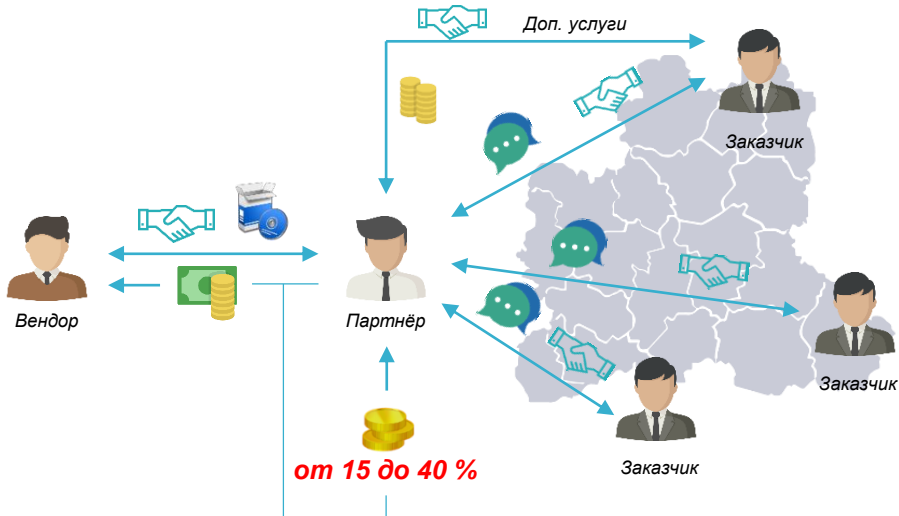 Доп. услуги
Заказчик
Вендор
Партнёр
Заказчик
Заказчик
от 15 до 40 %